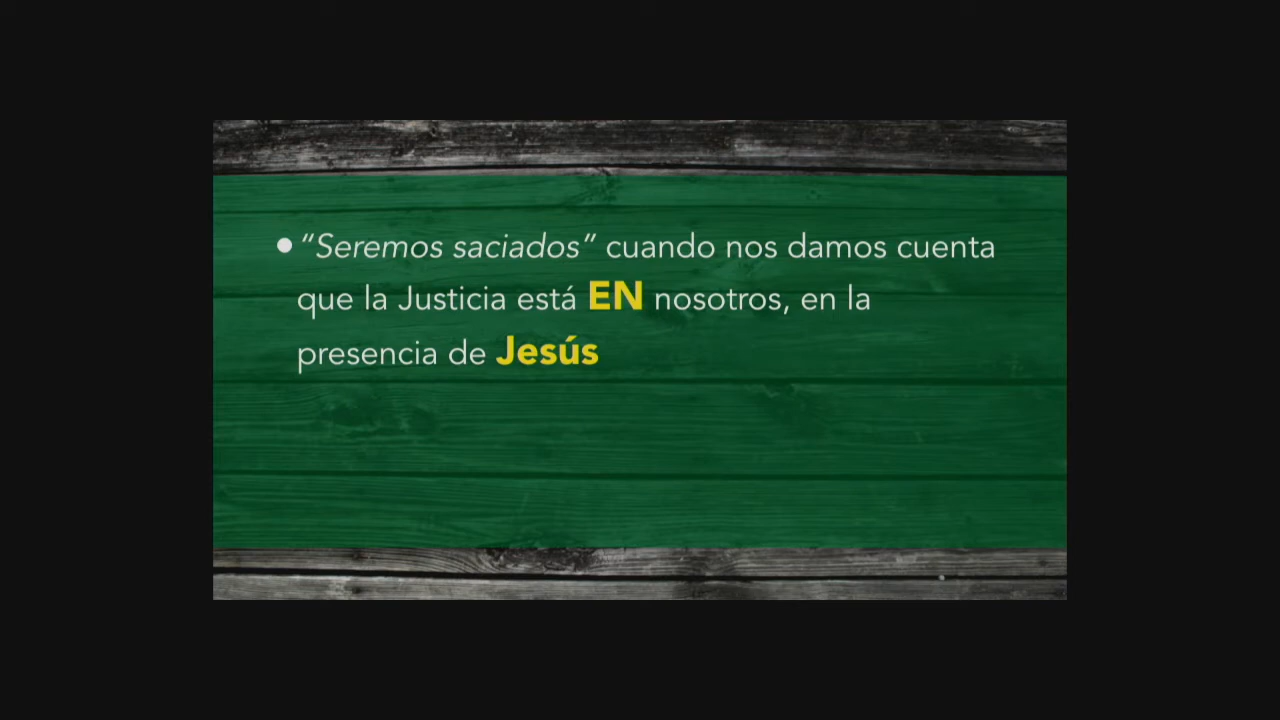 • “Seremos saciados” cuando nos damos cuenta
que la Justicia está EN nosotros, en la
presencia de Jesús